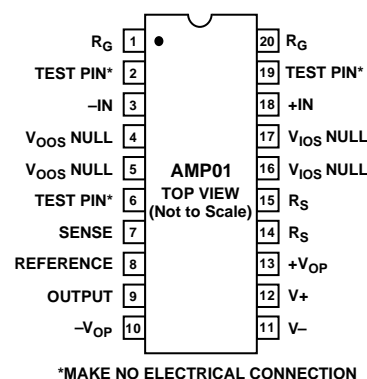 RG 1 20 RG
TEST PIN* 2 19 TEST PIN*
–IN 3 18 +IN
VOOS NULL 4 17 VIOS NULL
VOOS NULL 5 16 VIOS NULL
AMP01
TOP VIEW
(Not to Scale)
TEST PIN* 6 15 RS
SENSE 7 14 RS
REFERENCE 8 13 +VOP
OUTPUT 9 12 V+
–VOP 10 11 V–
*MAKE NO ELECTRICAL CONNECTION